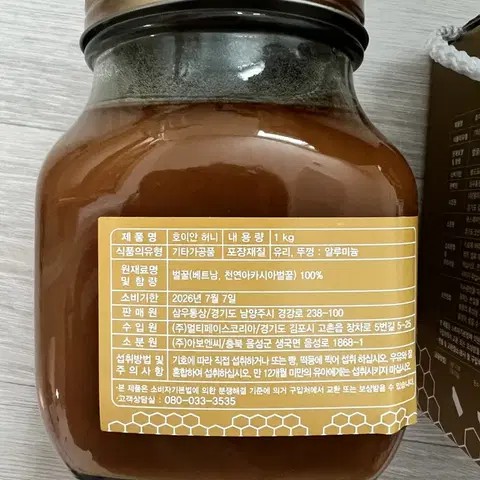 제 품 명 호이안 허니 내 용 량 1 kg
식품의유형 기타가공품 포장재질 유리, 뚜껑 : 알루미늄
원재료명 및 함량 벌꿀(베트남, 천연아카시아벌꿀) 100%
소비기한 2026년 7월 7일
판 매 원 삼우통상/경기도 남양주시 경강로 238-100
수 입 원 (주)멀티페이스코리아/경기도 김포시 고촌읍 장차로 5번길 5-25
소 분 원 (주)아보엔씨/충북 음성군 생극면 음성로 1868-1
섭취방법 및 주 의 사 항 기호에 따라 직접 섭취하거나 또는 빵, 떡등에 찍어 섭취 하십시오. 우유와
혼합하여 섭취하십시오. 만 12개월 미만의 유아에게는 섭취시키지 마십시오.
·본 제품은 소비자기본법에 의한 분쟁해결 기준에 의거 구입처에서 교환 또는 보상받을 수
·고객상담실 : 080-033-3535